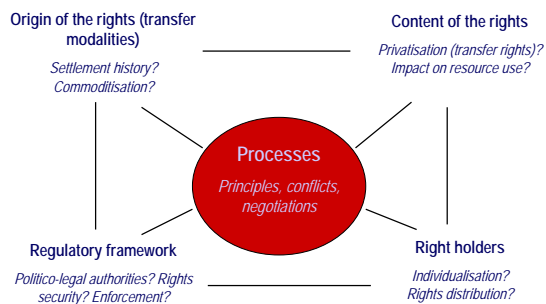 Origin of the rights (transfer
modalities)
Settlement history?
Commoditisation?
Content of the rights
Privatisation (transfer rights)?
Impact on resource use?
Processes
Principles, conflicts,
negotiations
Regulatory framework
Politico-legal authorities? Rights
security? Enforcement?
Right holders
Individualisation?
Rights distribution?